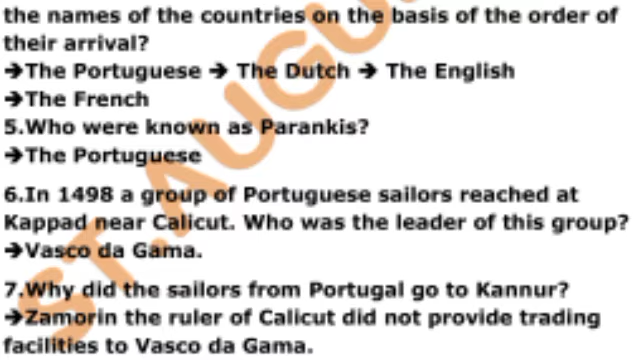 the names of the countries on the basis of the order of
their arrival?
➔The Portuguese ➔ The Dutch ➔ The English
➔The French
5.Who were known as Parankis?
➔The Portuguese
6.In 1498 a group of Portuguese sailors reached at
Kappad near Calicut. Who was the leader of this group?
➔Vasco da Gama.
7.Why did the sailors from Portugal go to Kannur?
➔Zamorin the ruler of Calicut did not provide trading
facilities to Vasco da Gama.
ST.AUGU